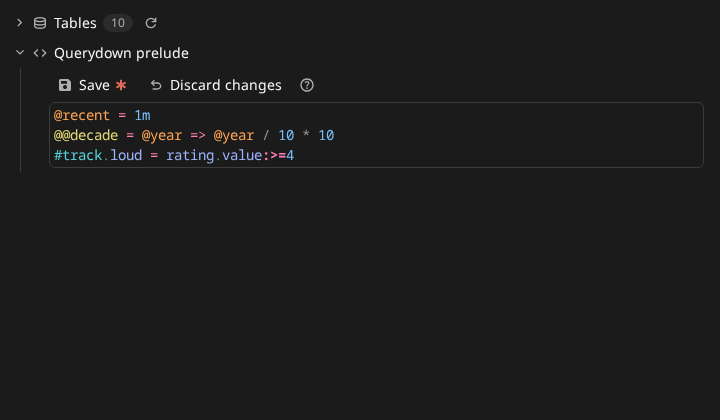 Tables 10
Querydown prelude
Save * Discard changes
@recent = 1m
@@decade = @year => @year / 10 * 10
#track.loud = rating.value:>=4